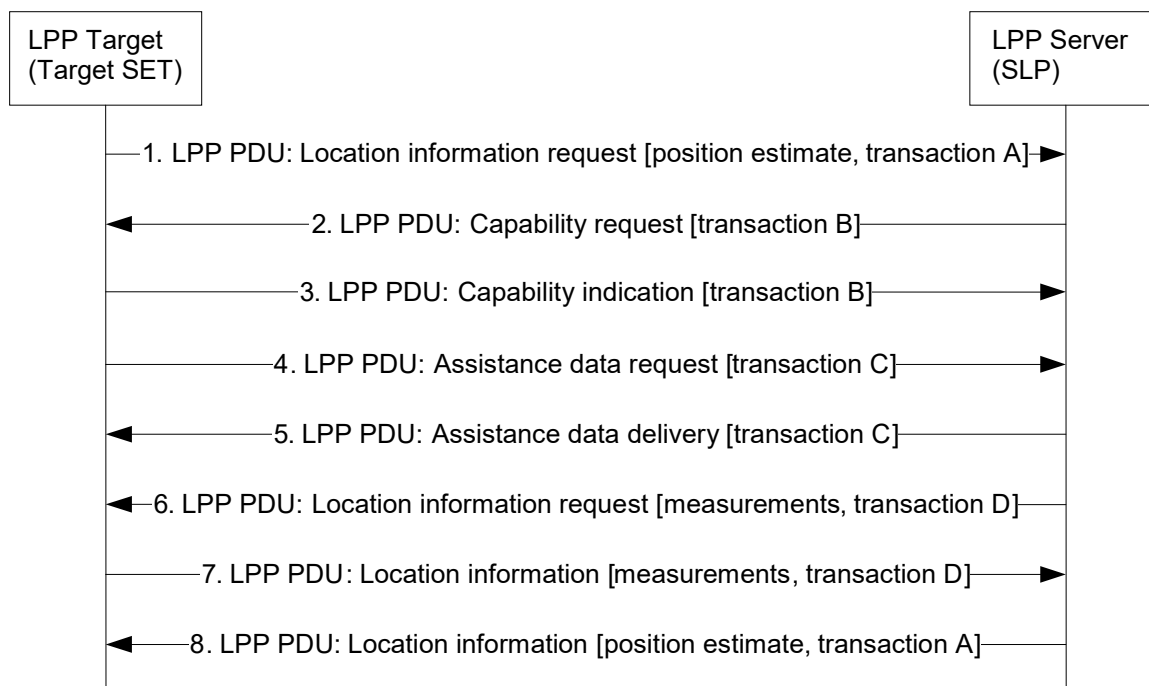 LPP Target
(Target SET)
LPP Server
(SLP)
1. LPP PDU: Location information request [position estimate, transaction A]
2. LPP PDU: Capability request [transaction B]
3. LPP PDU: Capability indication [transaction B]
4. LPP PDU: Assistance data request [transaction C]
5. LPP PDU: Assistance data delivery [transaction C]
6. LPP PDU: Location information request [measurements, transaction D]
7. LPP PDU: Location information [measurements, transaction D]
8. LPP PDU: Location information [position estimate, transaction A]